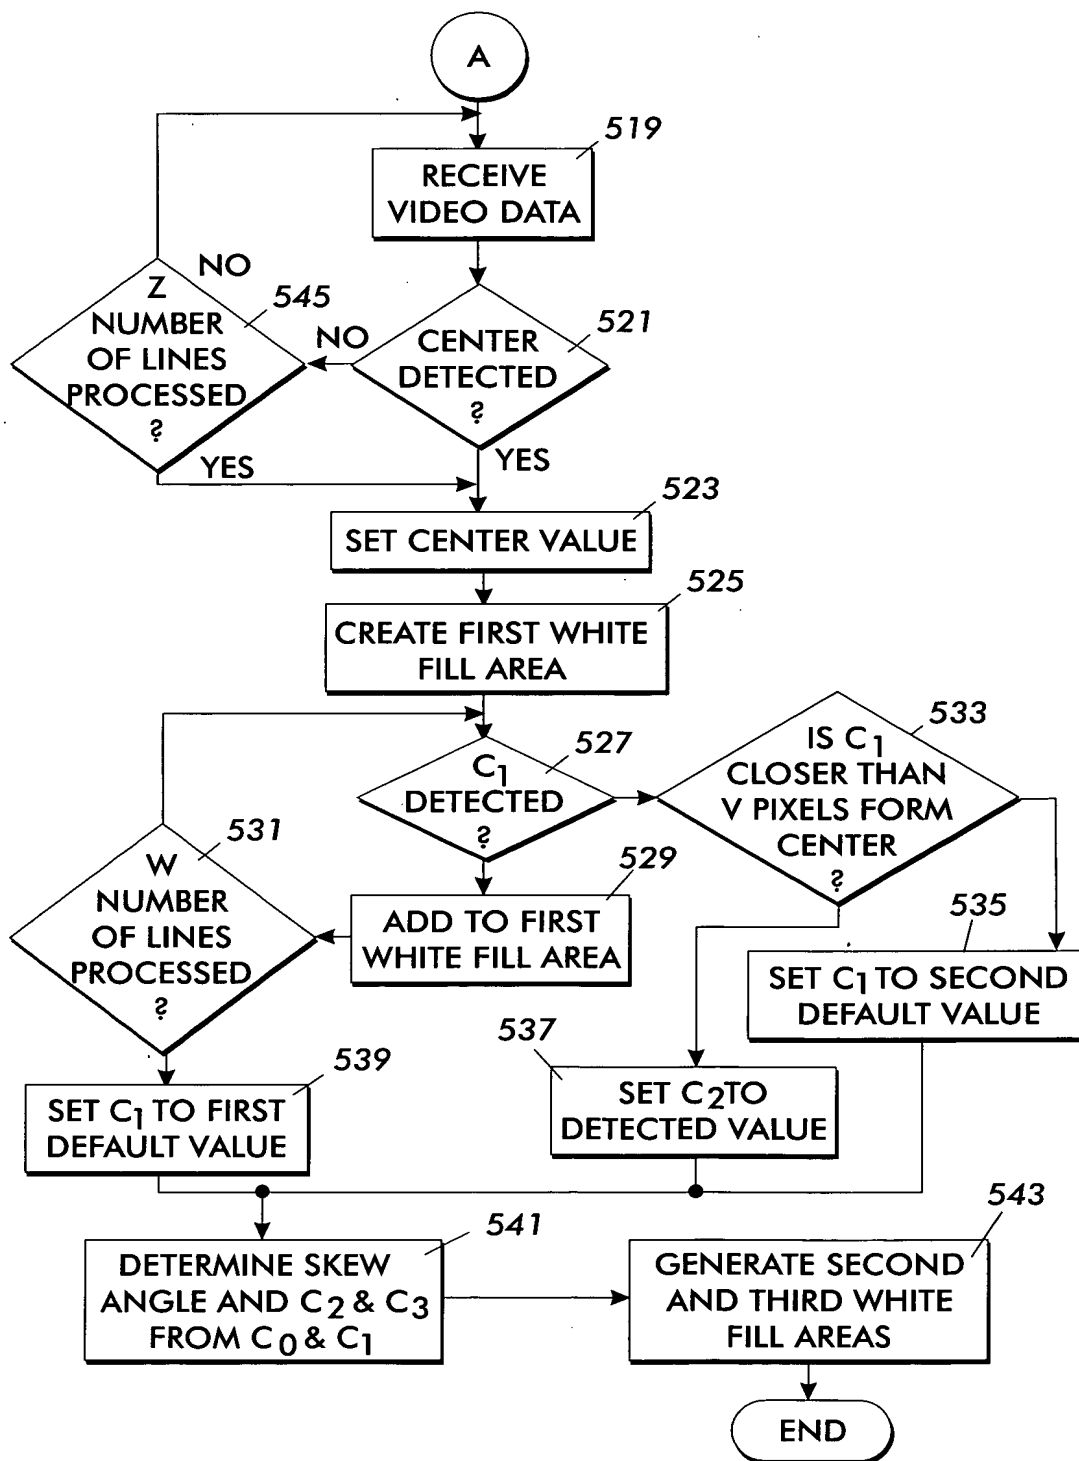 A
519
RECEIVE
VIDEO DATA
NO
545
Z
NUMBER
OF LINES
PROCESSED
?
NO
521
CENTER
DETECTED
?
YES
YES
523
SET CENTER VALUE
525
CREATE FIRST WHITE
FILL AREA
527
C1
DETECTED
?
533
IS C1
CLOSER THAN
V PIXELS FORM
CENTER
?
531
W
NUMBER
OF LINES
PROCESSED
?
529
ADD TO FIRST
WHITE FILL AREA
535
SET C1 TO SECOND
DEFAULT VALUE
539
SET C1 TO FIRST
DEFAULT VALUE
537
SET C2 TO
DETECTED VALUE
541
DETERMINE SKEW
ANGLE AND C2 & C3
FROM C0 & C1
543
GENERATE SECOND
AND THIRD WHITE
FILL AREAS
END